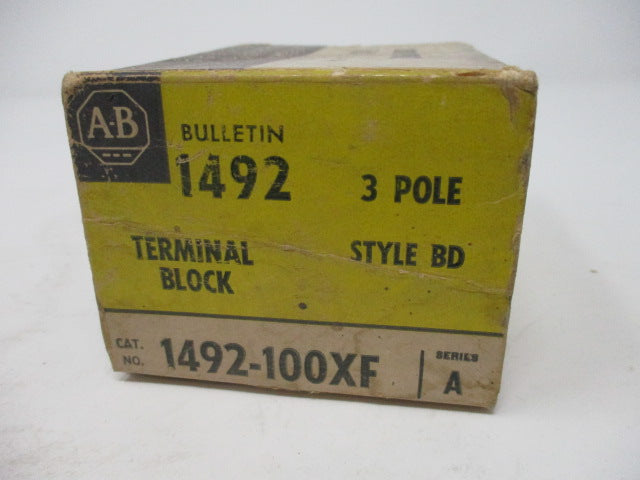 A-B
BULLETIN
1492
3 POLE
TERMINAL
BLOCK
STYLE BD
CAT.
NO.
1492-100XF
SERIES
A